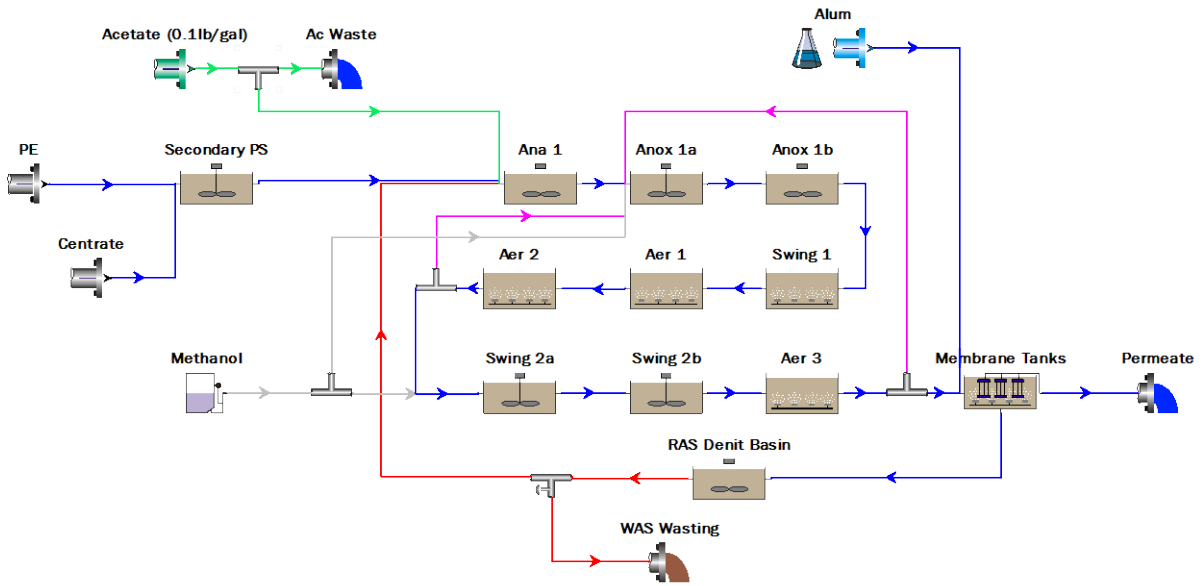 Alum
Acetate (0.1lb/gal)
Ac Waste
PE
Secondary PS
Ana 1
Anox 1a
Anox 1b
Centrate
Aer 2
Aer 1
Swing 1
Methanol
Swing 2a
Swing 2b
Aer 3
Membrane Tanks
Permeate
RAS Denit Basin
WAS Wasting